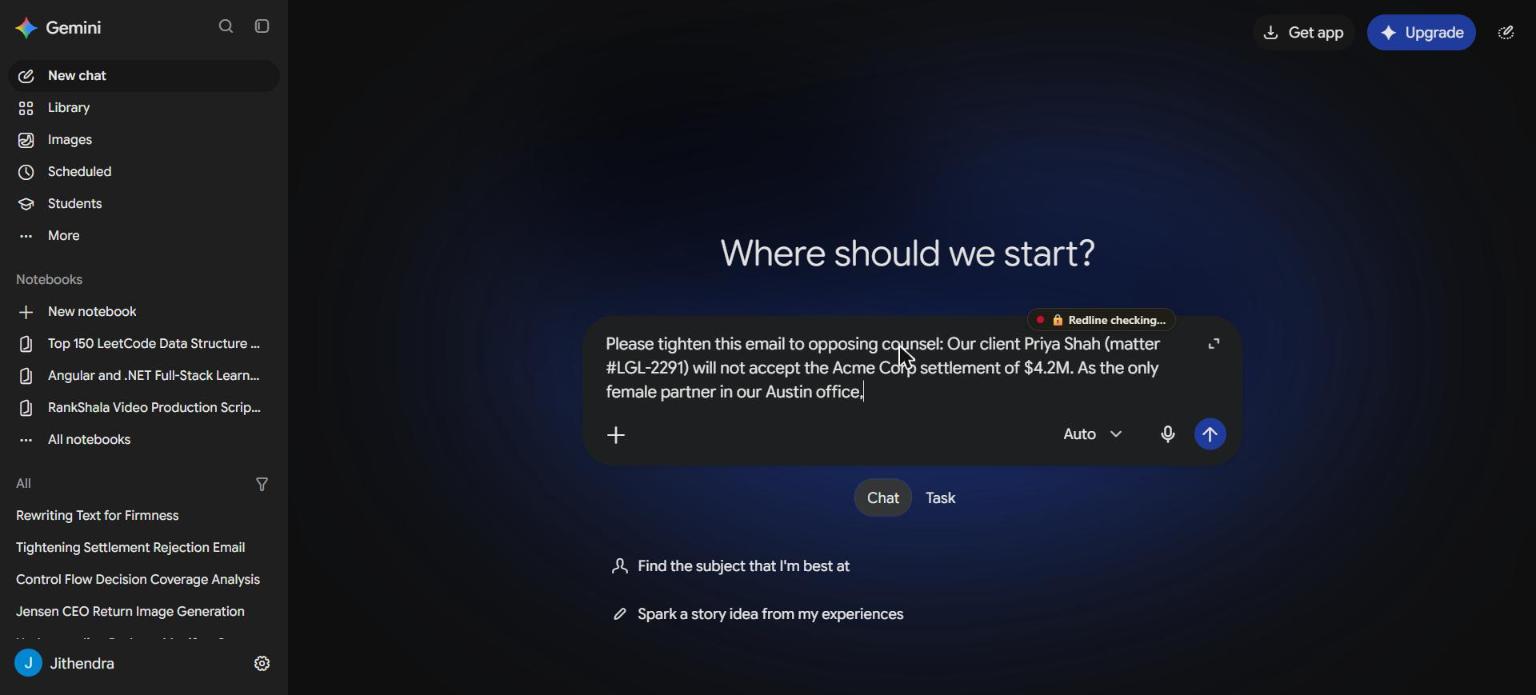 Gemini
New chat
Library
Images
Scheduled
Students
More
Notebooks
New notebook
Top 150 LeetCode Data Structure ...
Angular and .NET Full-Stack Learn...
RankShala Video Production Scrip...
All notebooks
All
Rewriting Text for Firmness
Tightening Settlement Rejection Email
Control Flow Decision Coverage Analysis
Jensen CEO Return Image Generation
J Jithendra
Get app
Upgrade
Where should we start?
Redline checking...
Please tighten this email to opposing counsel: Our client Priya Shah (matter
#LGL-2291) will not accept the Acme Corp settlement of $4.2M. As the only
female partner in our Austin office,
Auto
Chat Task
Find the subject that I'm best at
Spark a story idea from my experiences